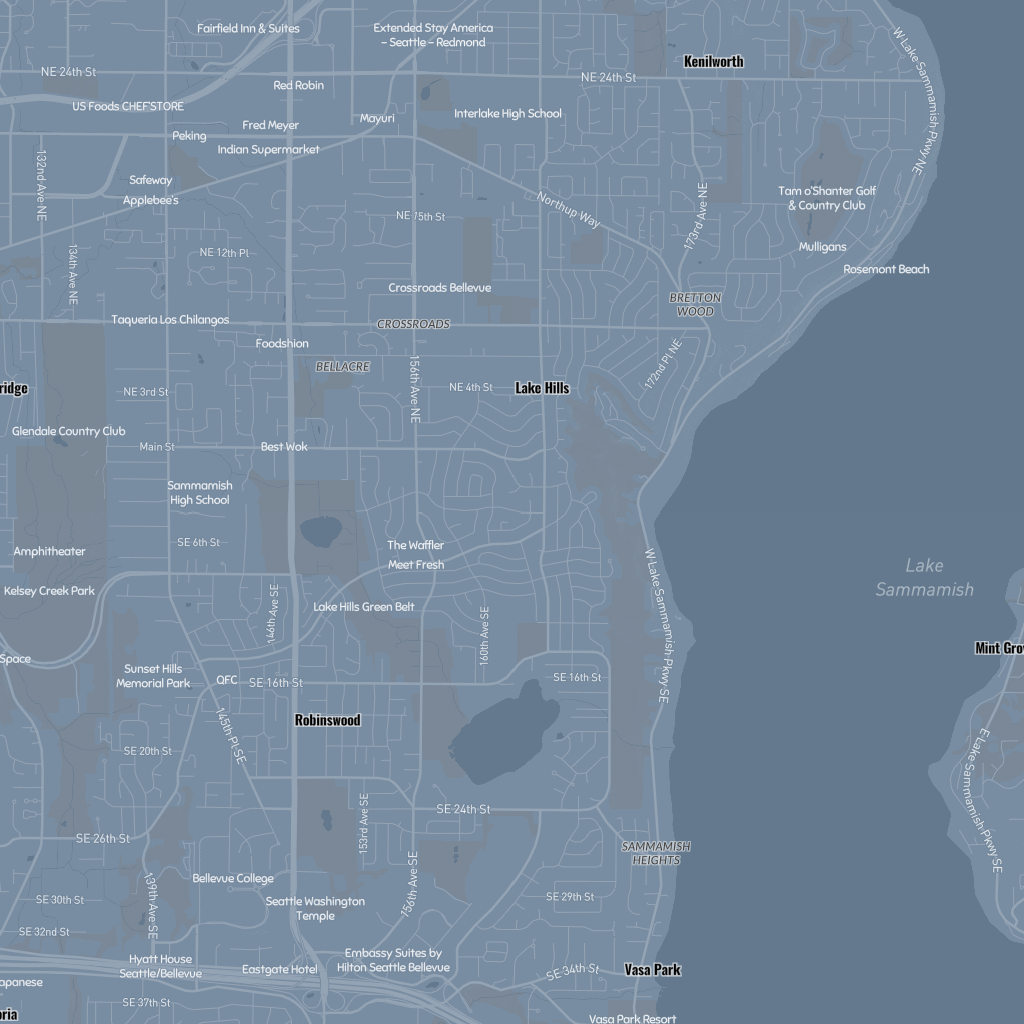 Fairfield Inn & Suites
Extended Stay America
– Seattle – Redmond
W Lake Sammamish Pkwy NE
Kenilworth
NE 24th St
NE 24th St
Red Robin
US Foods CHEF'STORE
Mayuri
Interlake High School
Fred Meyer
Peking
Indian Supermarket
132nd Ave NE
Safeway
Applebee's
Northup Way
173rd Ave NE
Tam o'Shanter Golf
& Country Club
NE 15th St
134th Ave NE
NE 12th Pl
Mulligans
Rosemont Beach
Crossroads Bellevue
BRETTON
WOOD
Taqueria Los Chilangos
CROSSROADS
Foodshion
BELLACRE
156th Ave NE
172nd Pl NE
ridge
NE 3rd St
NE 4th St
Lake Hills
Glendale Country Club
Main St
Best Wok
Sammamish
High School
SE 6th St
The Waffler
Amphitheater
Meet Fresh
W Lake Sammamish Pkwy SE
Lake
Sammamish
Kelsey Creek Park
146th Ave SE
Lake Hills Green Belt
160th Ave SE
Mint Gro
Space
Sunset Hills
Memorial Park
QFC
SE 16th St
SE 16th St
145th Pl SE
Robinswood
SE 20th St
E Lake Sammamish Pkwy SE
153rd Ave SE
SE 24th St
SE 26th St
SAMMAMISH
HEIGHTS
139th Ave SE
Bellevue College
156th Ave SE
SE 30th St
Seattle Washington
Temple
SE 29th St
SE 32nd St
Hyatt House
Seattle/Bellevue
Eastgate Hotel
Embassy Suites by
Hilton Seattle Bellevue
SE 34th St
Vasa Park
apanese
SE 37th St
oria
Vasa Park Resort